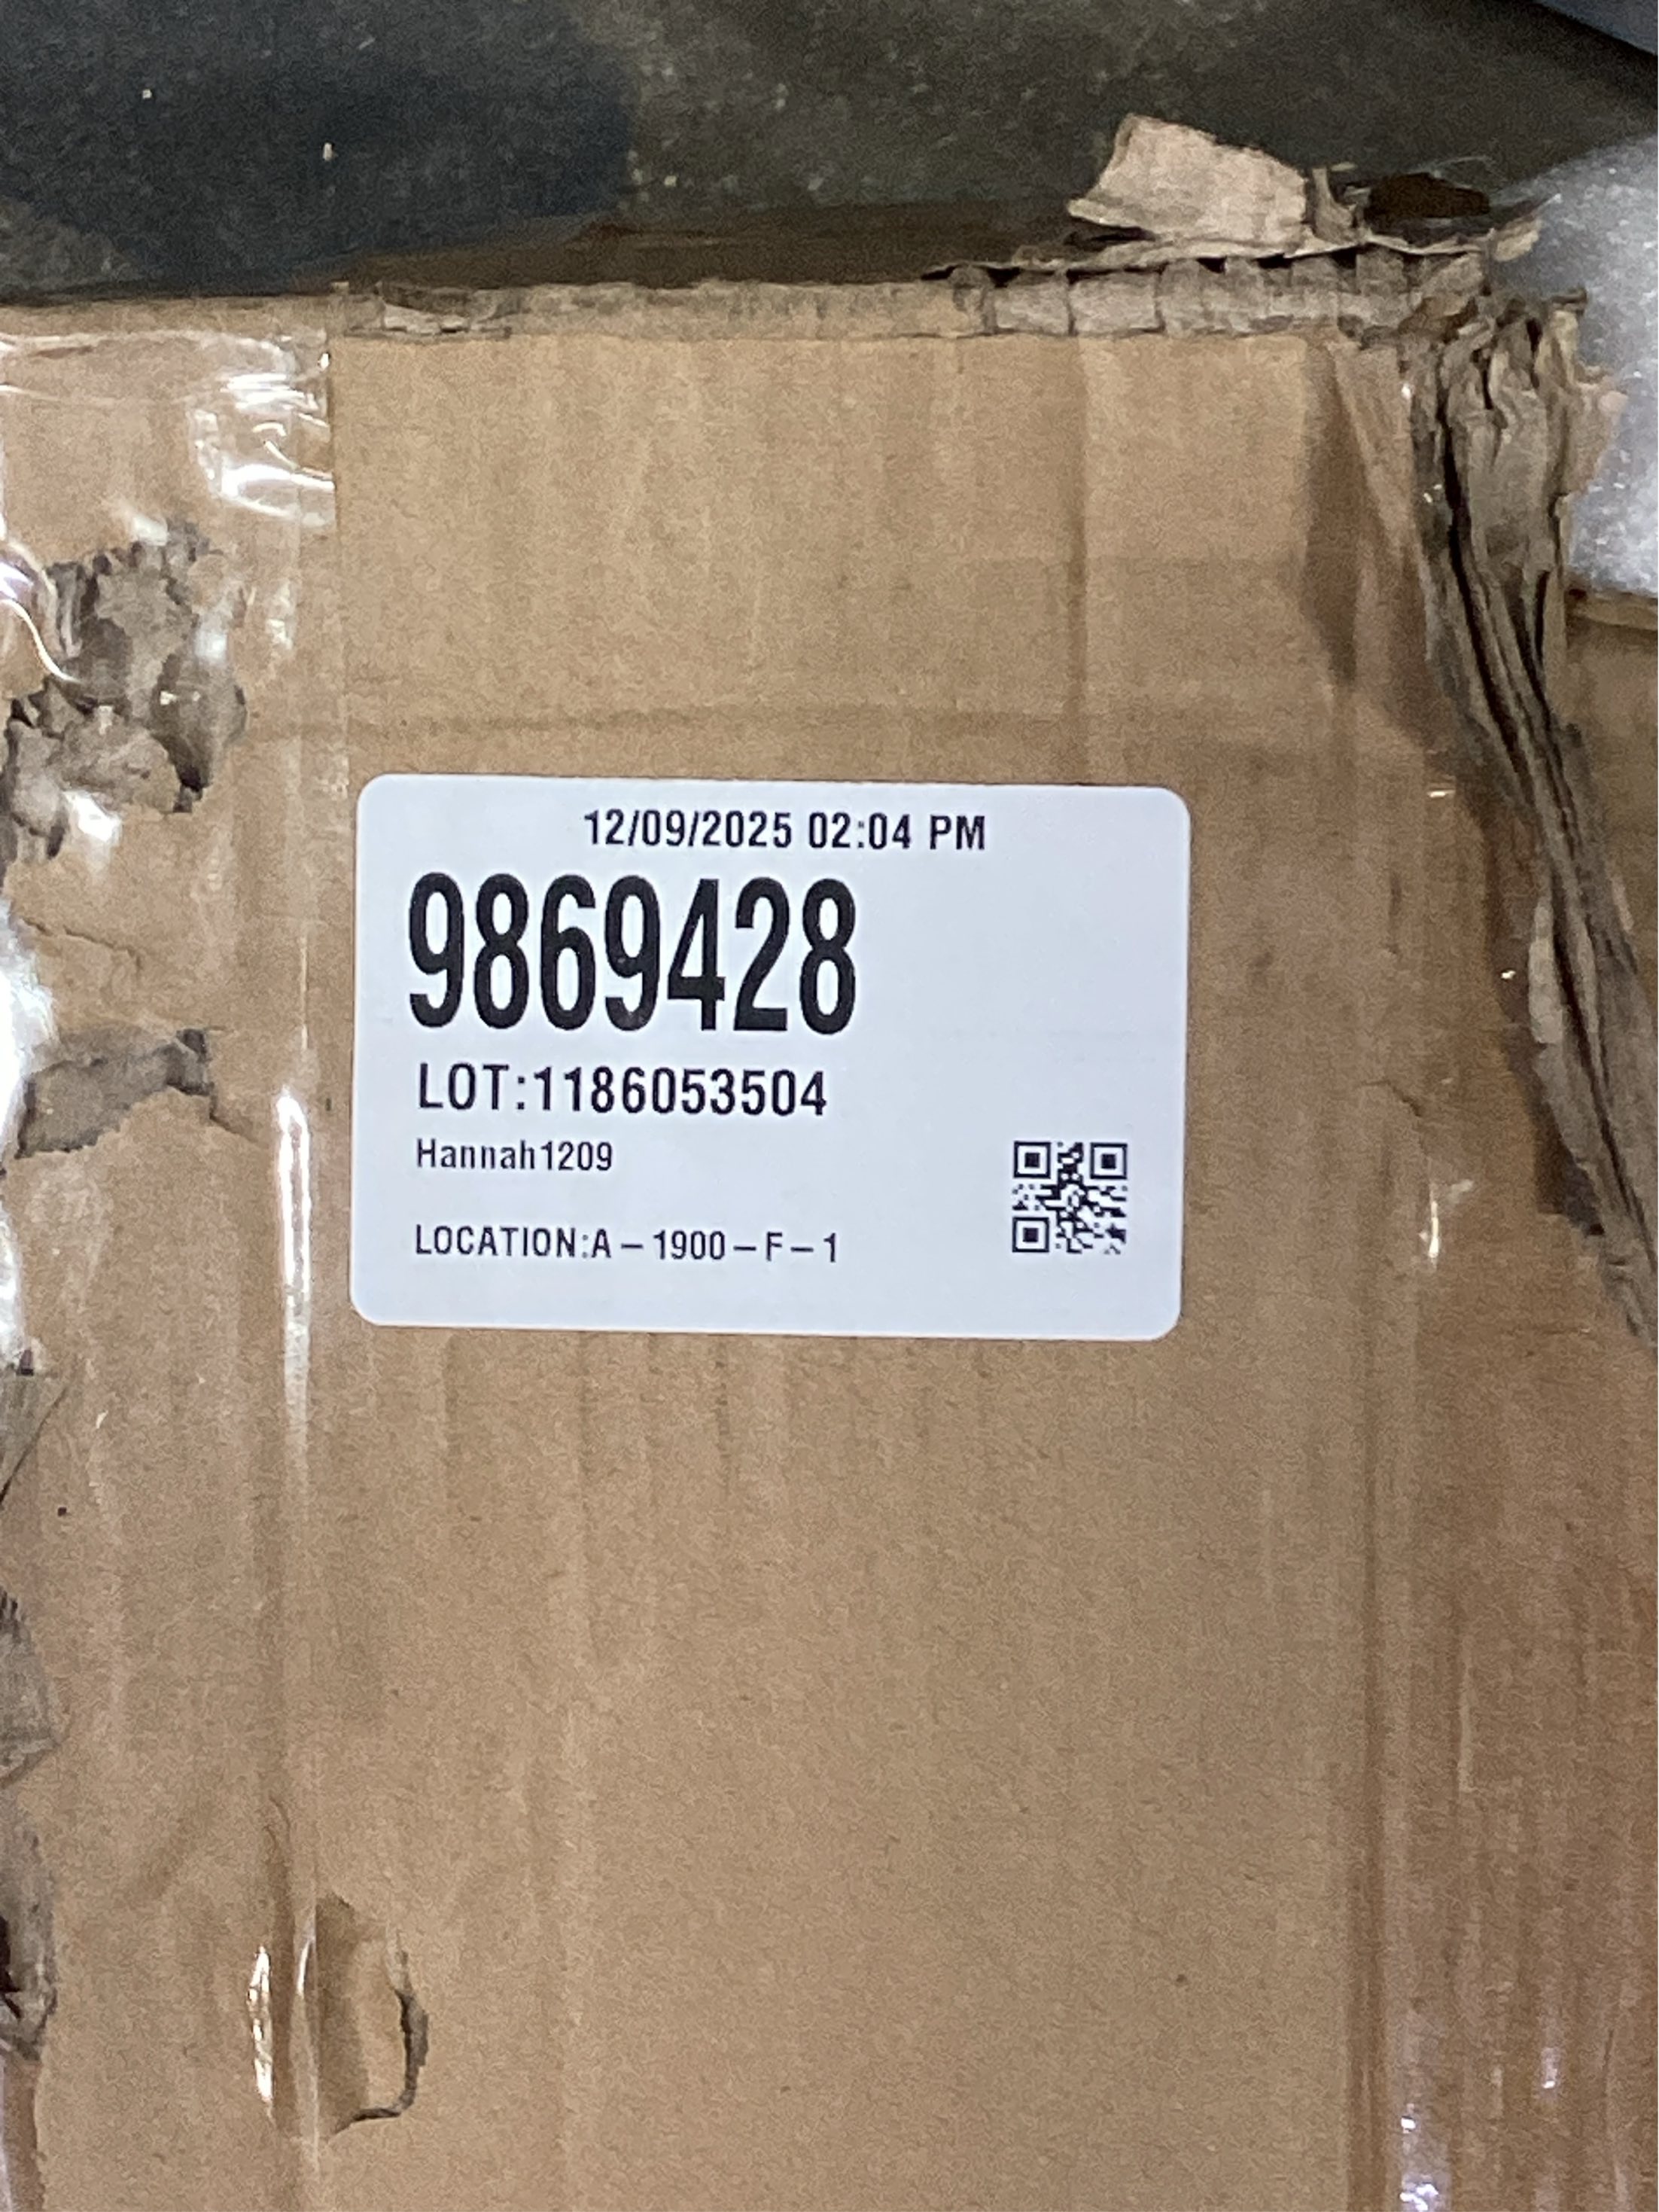 12/09/2025 02:04 PM
9869428
LOT:1186053504
Hannah1209
LOCATION:A – 1900 – F – 1